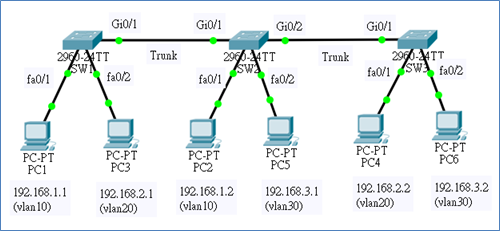 Gi0/1
Gi0/1
Gi0/2
Gi0/1
Trunk
Trunk
2960-24TT
SW1
2960-24TT
SW2
2960-24TT
SW3
fa0/1
fa0/2
fa0/1
fa0/2
fa0/1
fa0/2
PC-PT
PC1
PC-PT
PC3
PC-PT
PC2
PC-PT
PC5
PC-PT
PC4
PC-PT
PC6
192.168.1.1
(vlan10)
192.168.2.1
(vlan20)
192.168.1.2
(vlan10)
192.168.3.1
(vlan30)
192.168.2.2
(vlan20)
192.168.3.2
(vlan30)